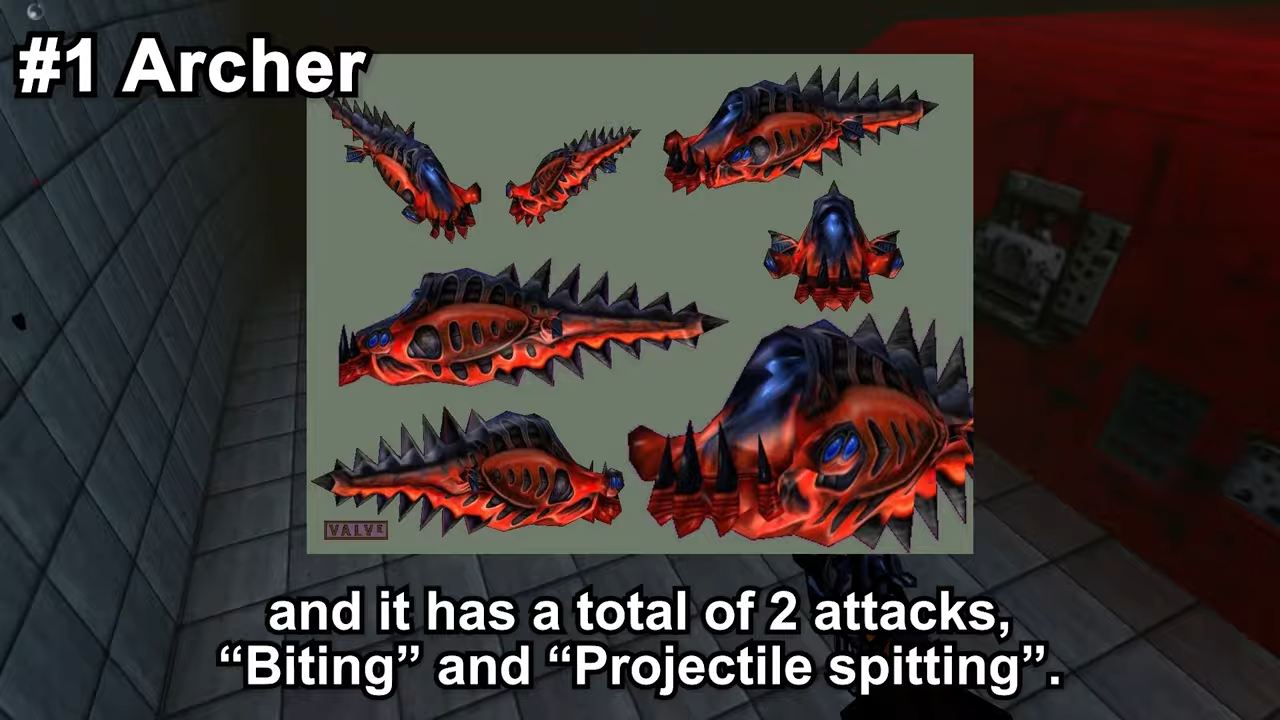 #1 Archer
VALVE
and it has a total of 2 attacks,
“Biting” and “Projectile spitting”.